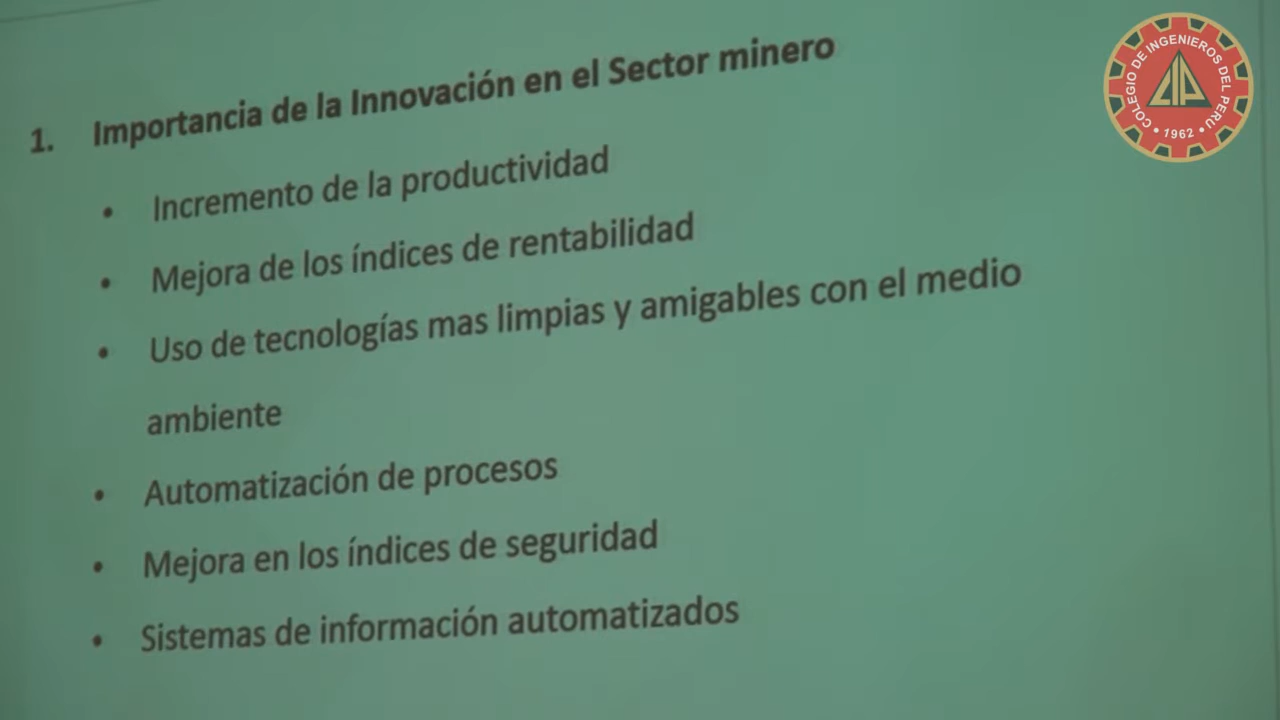 1. Importancia de la Innovación en el Sector minero
• Incremento de la productividad
• Mejora de los índices de rentabilidad
• Uso de tecnologías mas limpias y amigables con el medio
ambiente
• Automatización de procesos
• Mejora en los índices de seguridad
• Sistemas de información automatizados
COLEGIO DE INGENIEROS DEL PERU
CIP
• 1962 •